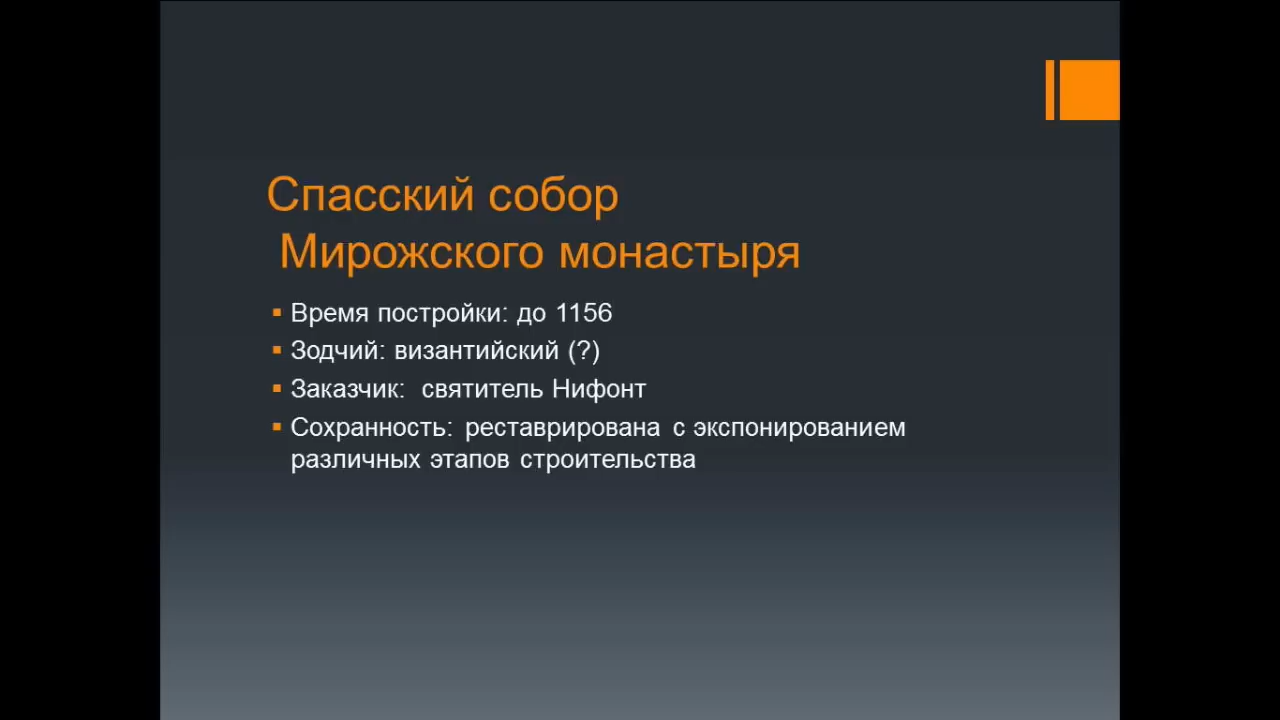 Спасский собор
Мирожского монастыря
Время постройки: до 1156
Зодчий: византийский (?)
Заказчик: святитель Нифонт
Сохранность: реставрирована с экспонированием
различных этапов строительства